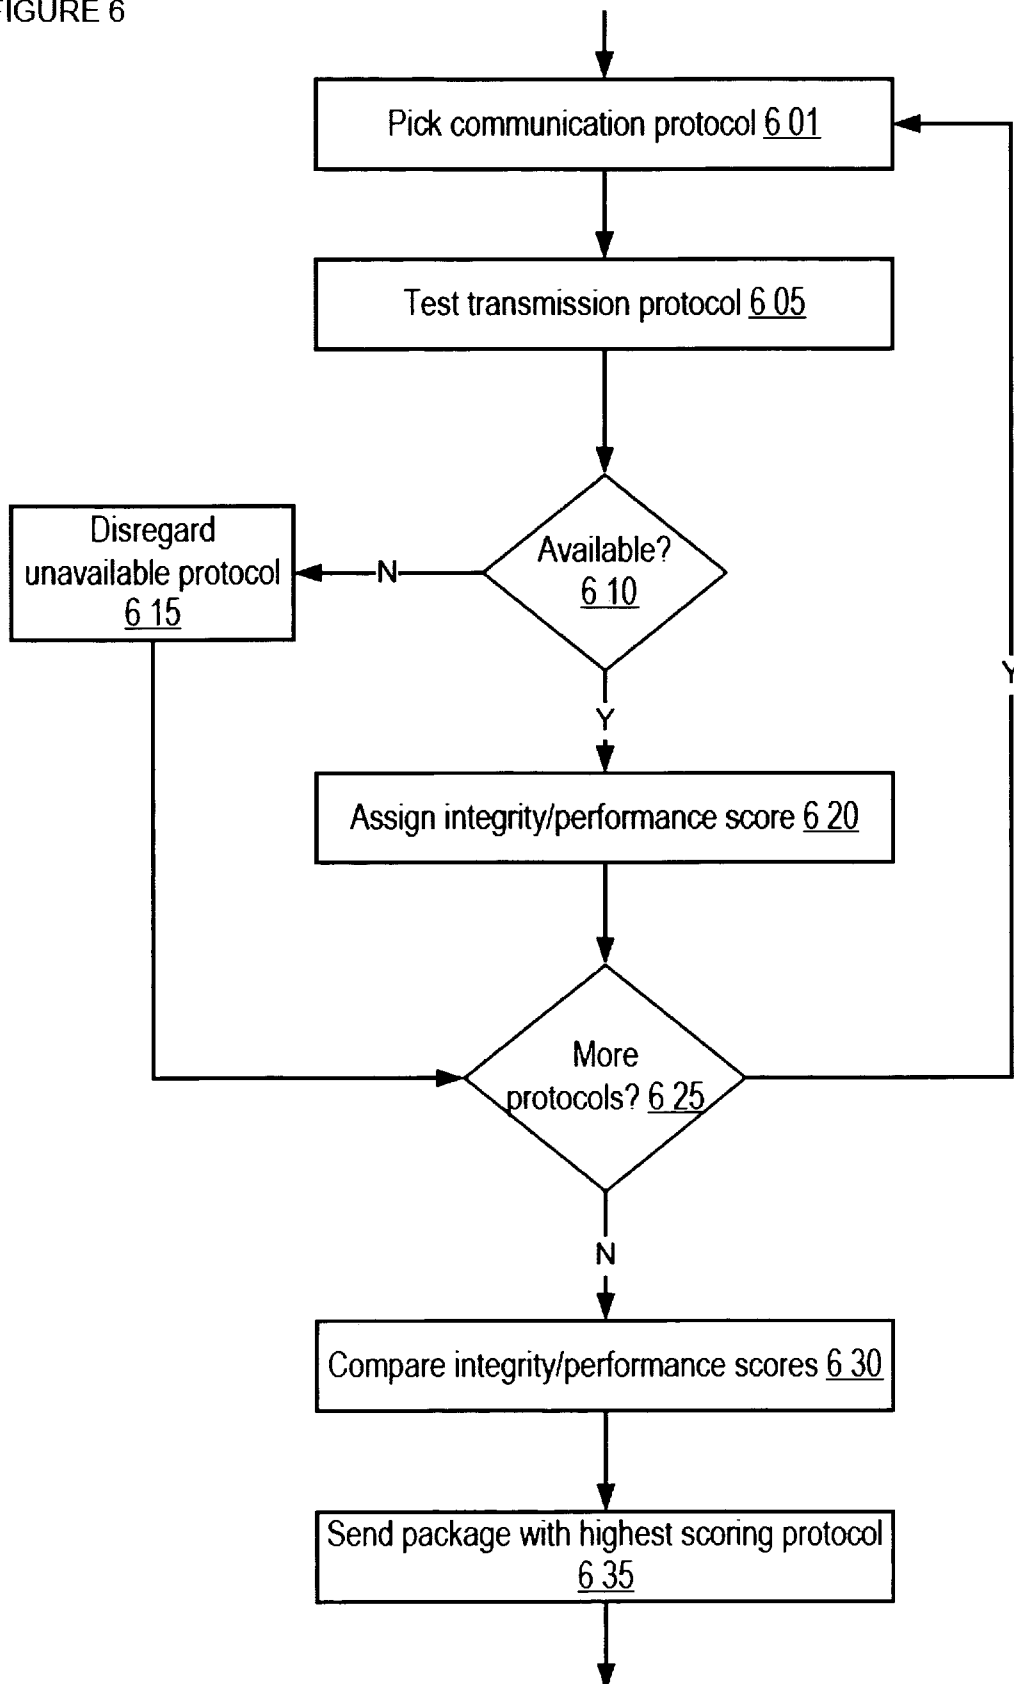 FIGURE 6
Pick communication protocol 6 01
Test transmission protocol 6 05
Available?
6 10
N
Disregard
unavailable protocol
6 15
Y
Y
Assign integrity/performance score 6 20
More
protocols? 6 25
N
Compare integrity/performance scores 6 30
Send package with highest scoring protocol
6 35